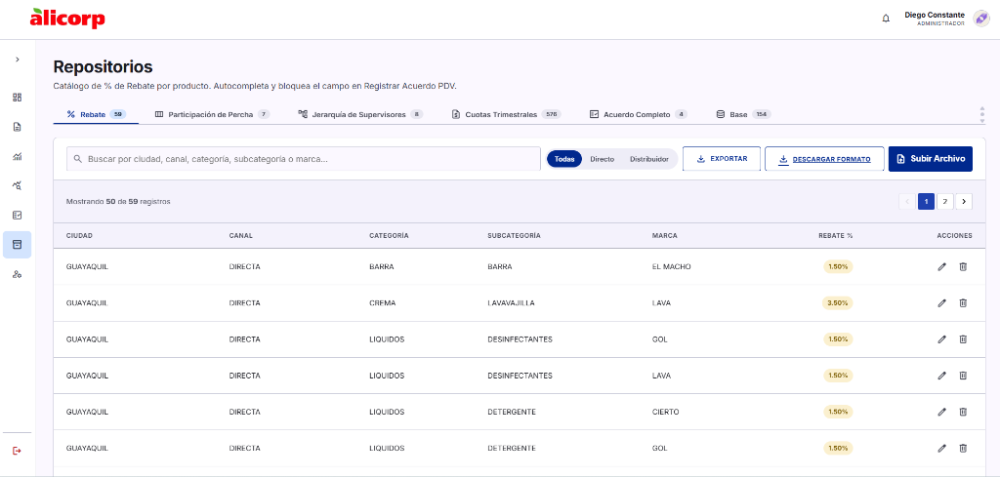 alicorp
Diego Constante
ADMINISTRADOR
Repositorios
Catálogo de % de Rebate por producto. Autocompleta y bloquea el campo en Registrar Acuerdo PDV.
Rebate 59 Participación de Percha 7 Jerarquía de Supervisores 8 Cuotas Trimestrales 576 Acuerdo Completo 4 Base 154
Buscar por ciudad, canal, categoría, subcategoría o marca... Todas Directo Distribuidor EXPORTAR DESCARGAR FORMATO Subir Archivo
Mostrando 50 de 59 registros 1 2
CIUDAD CANAL CATEGORÍA SUBCATEGORÍA MARCA REBATE % ACCIONES
GUAYAQUIL DIRECTA BARRA BARRA EL MACHO 1.50%
GUAYAQUIL DIRECTA CREMA LAVAVAJILLA LAVA 3.50%
GUAYAQUIL DIRECTA LIQUIDOS DESINFECTANTES GOL 1.50%
GUAYAQUIL DIRECTA LIQUIDOS DESINFECTANTES LAVA 1.50%
GUAYAQUIL DIRECTA LIQUIDOS DETERGENTE CIERTO 1.50%
GUAYAQUIL DIRECTA LIQUIDOS DETERGENTE GOL 1.50%